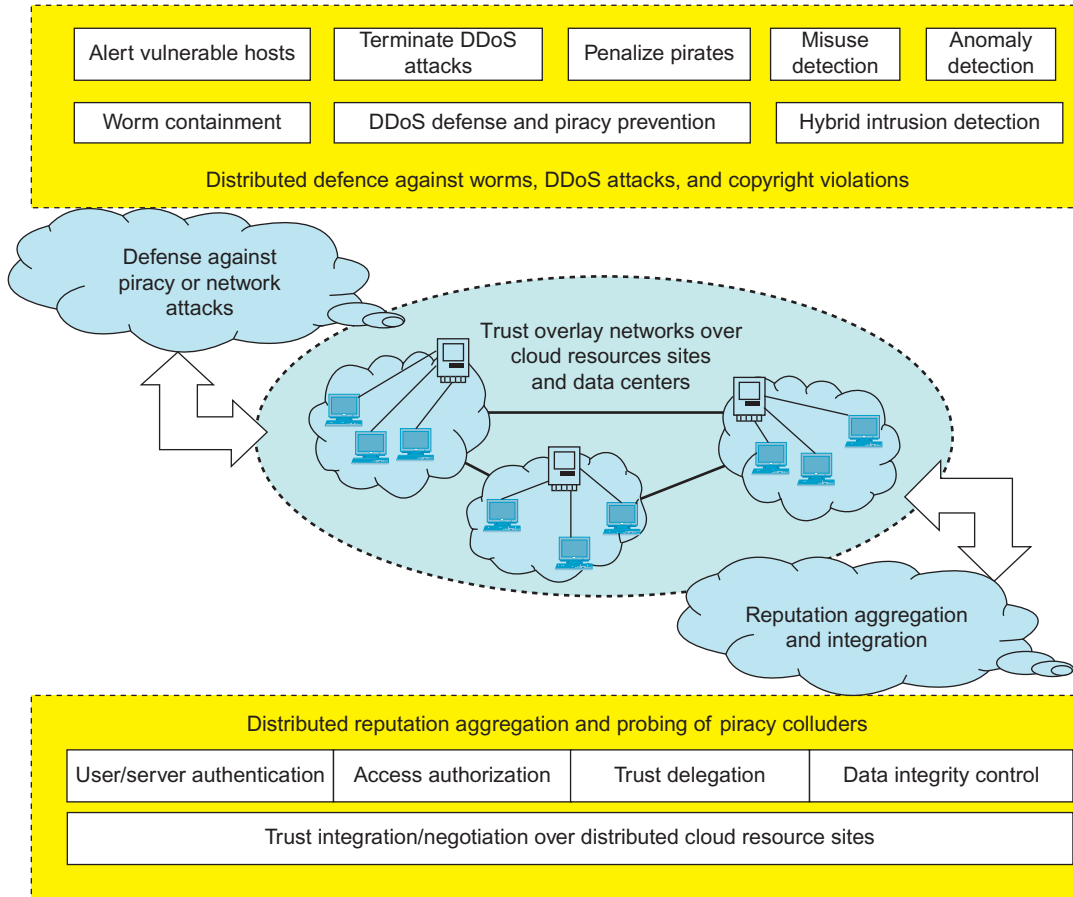 Alert vulnerable hosts
Terminate DDoS
attacks
Penalize pirates
Misuse
detection
Anomaly
detection
Worm containment
DDoS defense and piracy prevention
Hybrid intrusion detection
Distributed defence against worms, DDoS attacks, and copyright violations
Defense against
piracy or network
attacks
Trust overlay networks over
cloud resources sites
and data centers
Reputation aggregation
and integration
Distributed reputation aggregation and probing of piracy colluders
User/server authentication
Access authorization
Trust delegation
Data integrity control
Trust integration/negotiation over distributed cloud resource sites